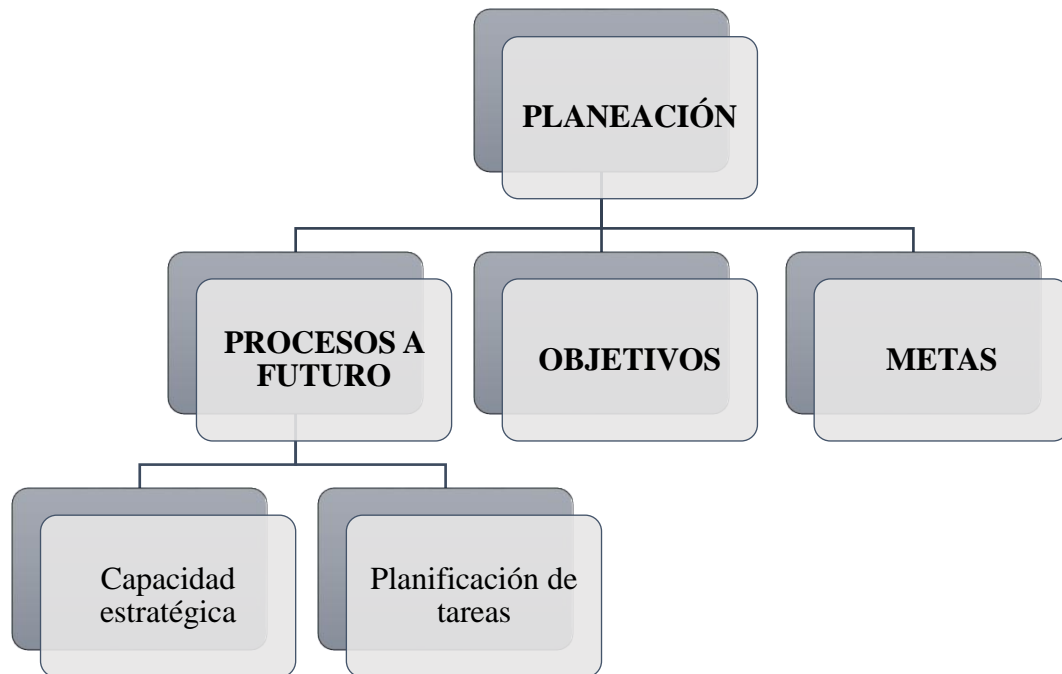 PLANEACIÓN
PROCESOS A
FUTURO
OBJETIVOS
METAS
Capacidad
estratégica
Planificación de
tareas